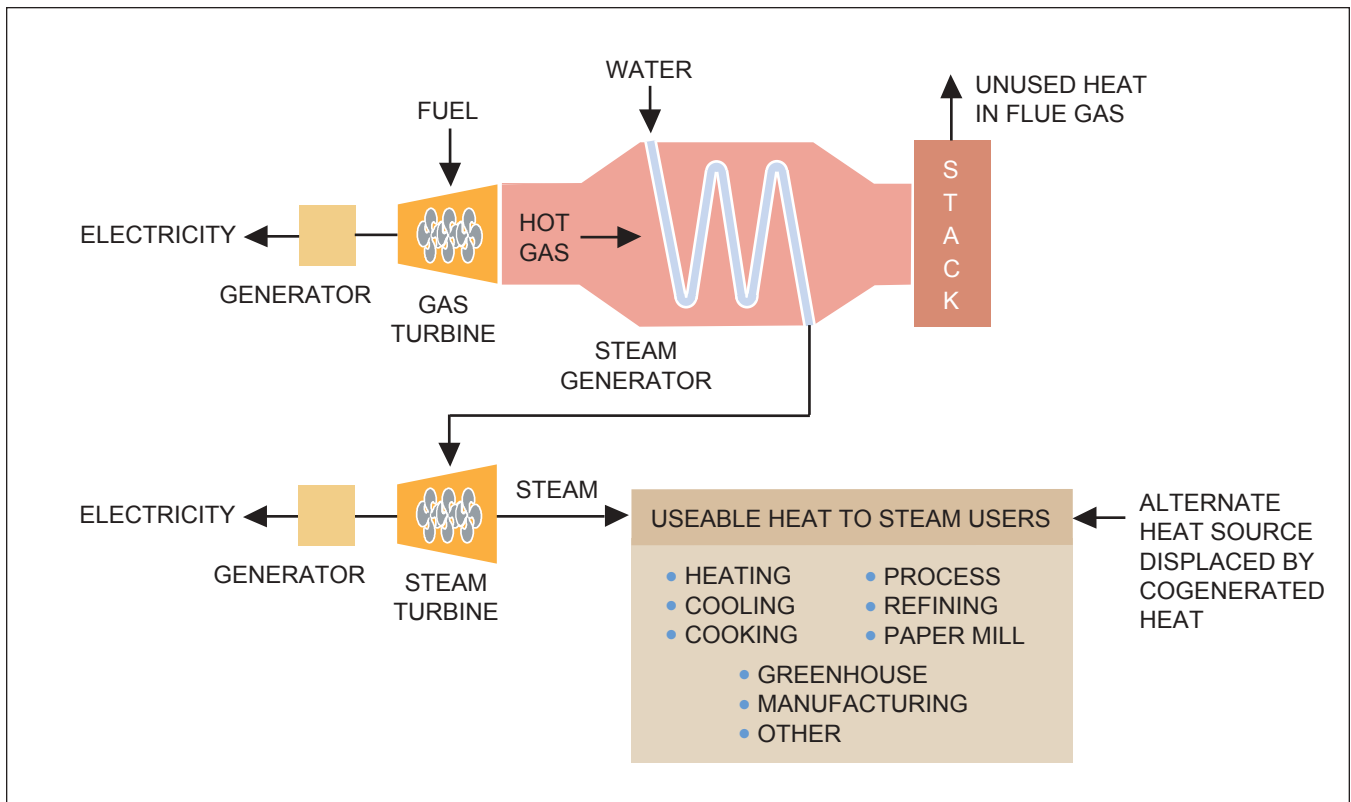 WATER
UNUSED HEAT
IN FLUE GAS
FUEL
STACK
ELECTRICITY
HOT
GAS
GENERATOR
GAS
TURBINE
STEAM
GENERATOR
STEAM
ELECTRICITY
USEABLE HEAT TO STEAM USERS
ALTERNATE
HEAT SOURCE
DISPLACED BY
COGENERATED
HEAT
GENERATOR
STEAM
TURBINE
• HEATING
• COOLING
• COOKING
• PROCESS
• REFINING
• PAPER MILL
• GREENHOUSE
• MANUFACTURING
• OTHER